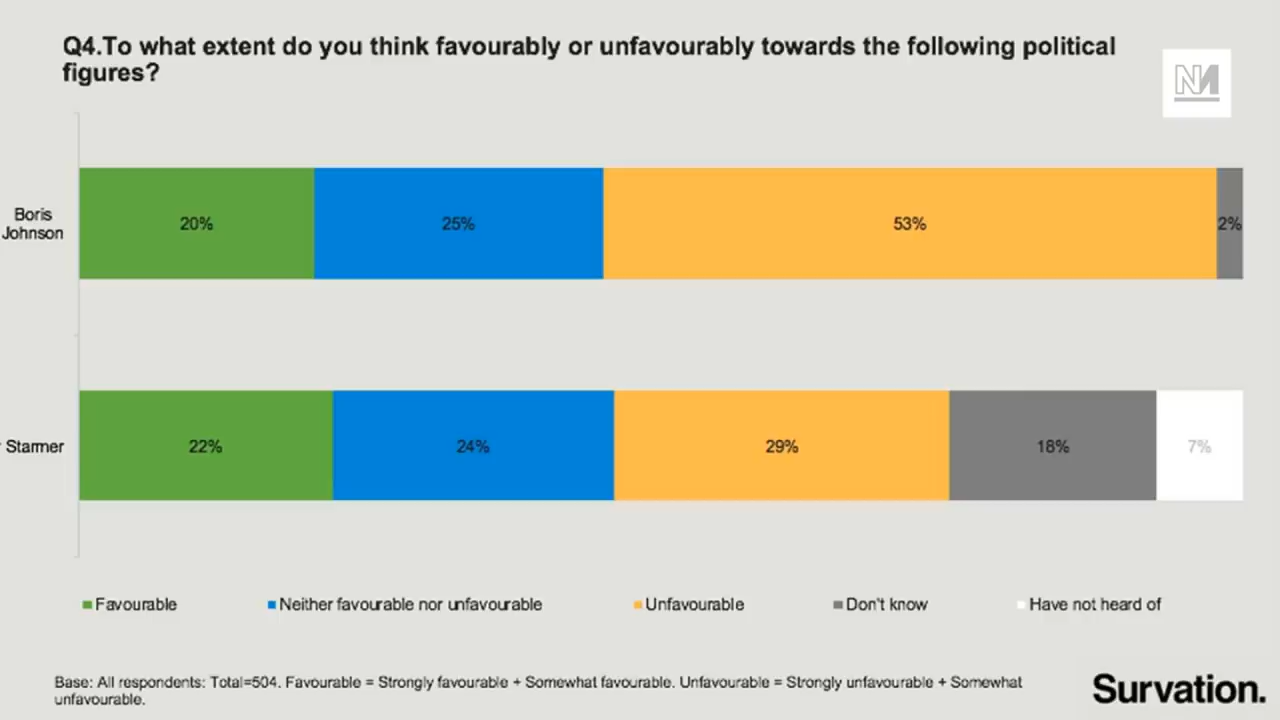 Q4.To what extent do you think favourably or unfavourably towards the following political
figures?
NM
Boris
Johnson
20%
25%
53%
2%
Starmer
22%
24%
29%
18%
7%
Favourable
Neither favourable nor unfavourable
Unfavourable
Don't know
Have not heard of
Base: All respondents: Total=504. Favourable = Strongly favourable + Somewhat favourable. Unfavourable = Strongly unfavourable + Somewhat
unfavourable.
Survation.